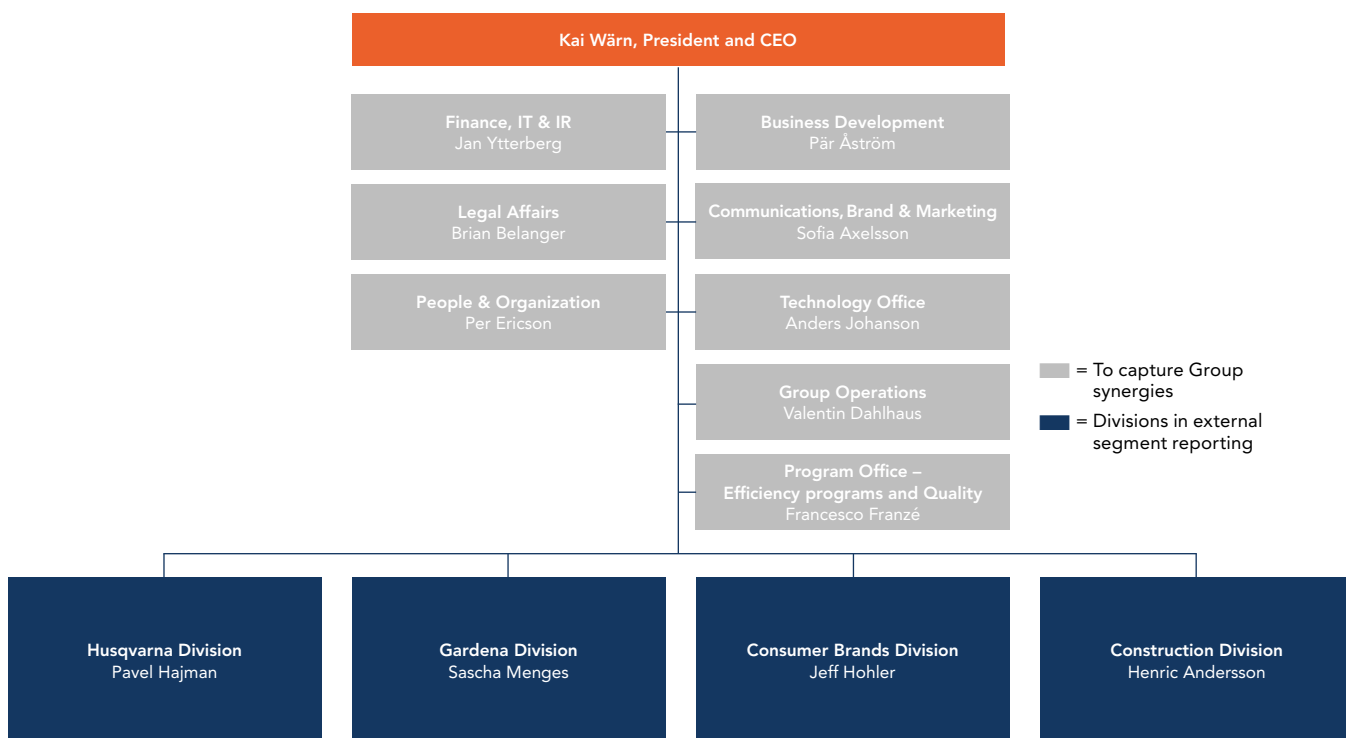 Kai Wärn, President and CEO
Finance, IT & IR
Jan Ytterberg
Business Development
Pär Åström
Legal Affairs
Brian Belanger
Communications, Brand & Marketing
Sofia Axelsson
People & Organization
Per Ericson
Technology Office
Anders Johanson
Group Operations
Valentin Dahlhaus
Program Office –
Efficiency programs and Quality
Francesco Franzé
= To capture Group
synergies
= Divisions in external
segment reporting
Husqvarna Division
Pavel Hajman
Gardena Division
Sascha Menges
Consumer Brands Division
Jeff Hohler
Construction Division
Henric Andersson